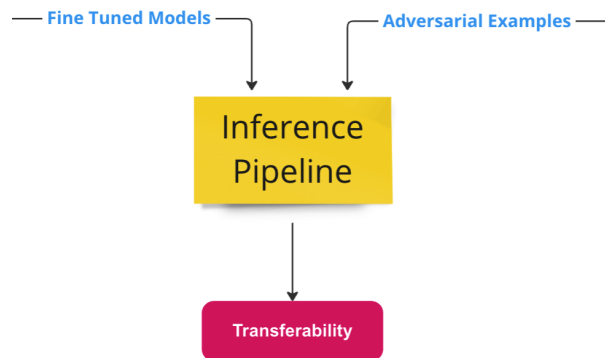 Fine Tuned Models
Adversarial Examples
Inference
Pipeline
Transferability